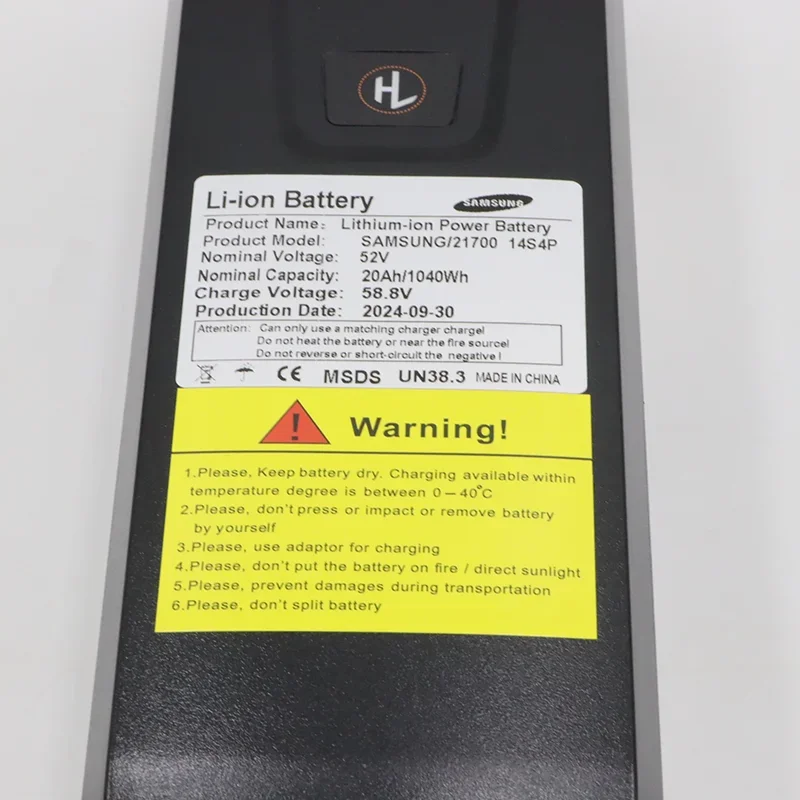 HL
Li-ion Battery SAMSUNG
Product Name: Lithium-ion Power Battery
Product Model: SAMSUNG/21700 14S4P
Nominal Voltage: 52V
Nominal Capacity: 20Ah/1040Wh
Charge Voltage: 58.8V
Production Date: 2024-09-30
Attention: Can only use a matching charger chargel
Do not heat the battery or near the fire sourcel
Do not reverse or short-circuit the negative l
CE MSDS UN38.3 MADE IN CHINA
! Warning!
1.Please, Keep battery dry. Charging available within
temperature degree is between 0—40°C
2.Please, don't press or impact or remove battery
by yourself
3.Please, use adaptor for charging
4.Please, don't put the battery on fire / direct sunlight
5.Please, prevent damages during transportation
6.Please, don't split battery